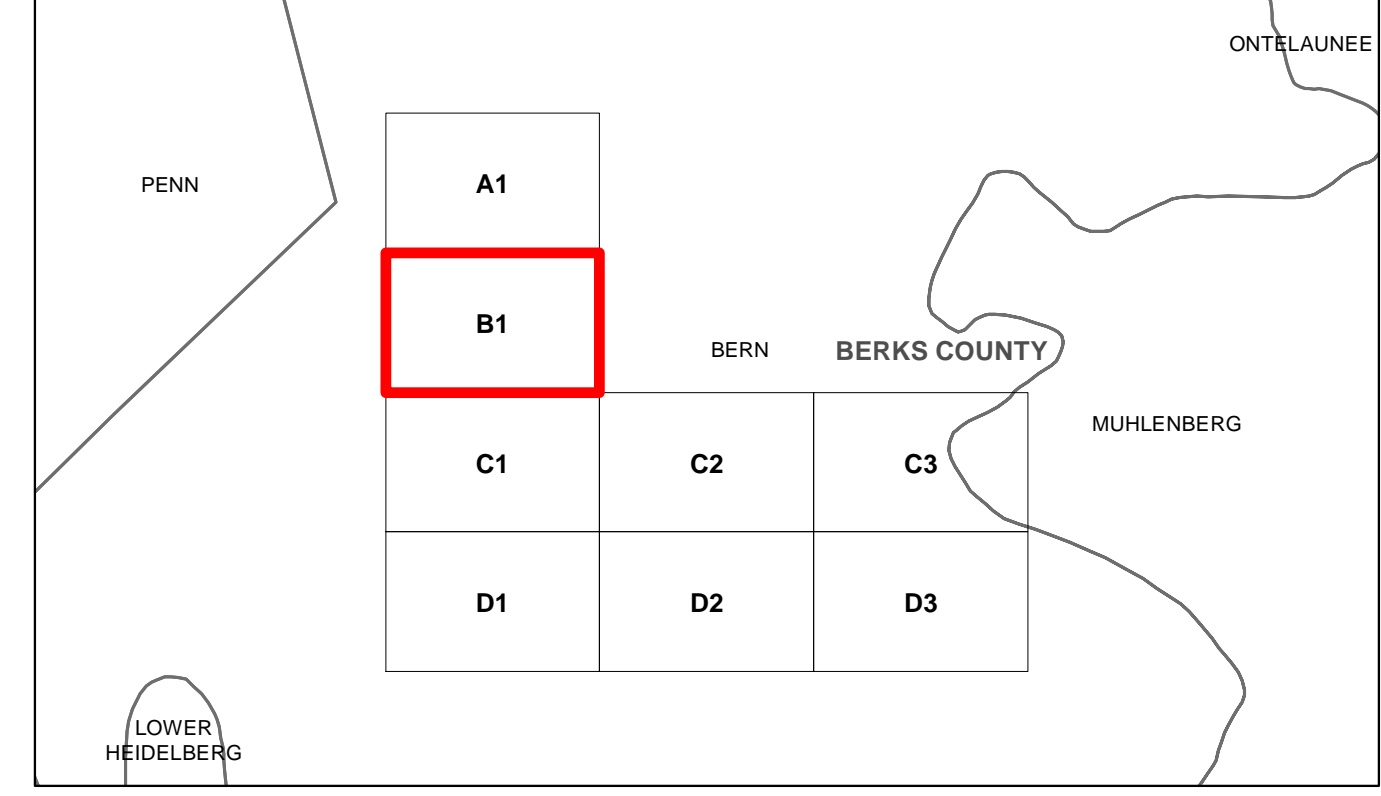 ONTELAUNEE
PENN
A1
B1
BERN
BERKS COUNTY
MUHLENBERG
C1
C2
C3
D1
D2
D3
LOWER
HEIDELBERG